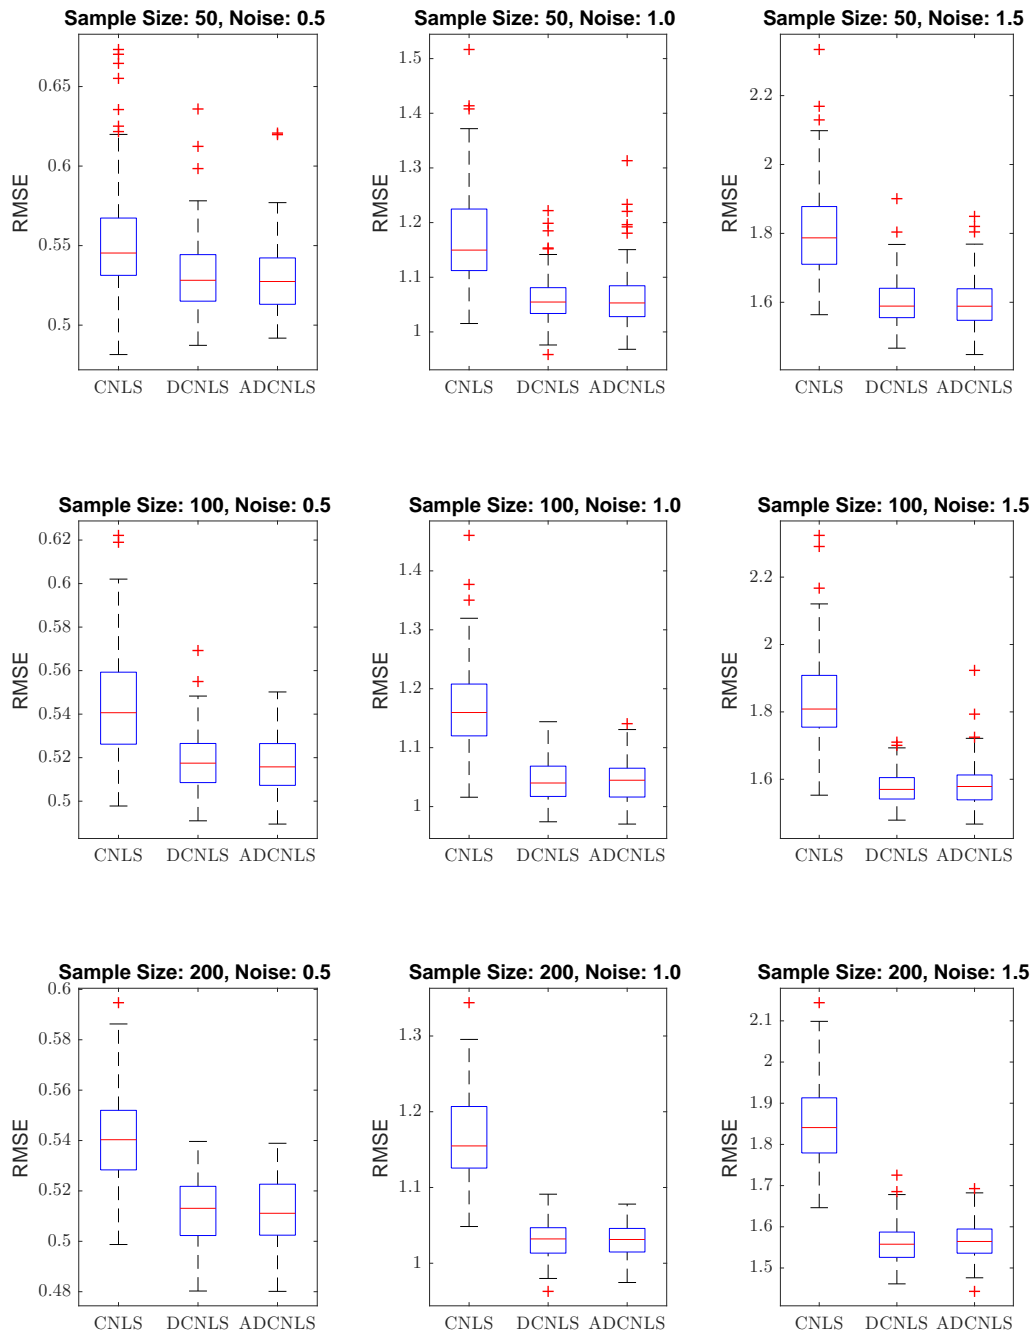 Sample Size: 50, Noise: 0.5
0.65
0.6
0.55
0.5
RMSE
CNLS DCNLS ADCNLS
Sample Size: 50, Noise: 1.0
1.5
1.4
1.3
1.2
1.1
1
RMSE
CNLS DCNLS ADCNLS
Sample Size: 50, Noise: 1.5
2.2
2
1.8
1.6
RMSE
CNLS DCNLS ADCNLS
Sample Size: 100, Noise: 0.5
0.62
0.6
0.58
0.56
0.54
0.52
0.5
RMSE
CNLS DCNLS ADCNLS
Sample Size: 100, Noise: 1.0
1.4
1.3
1.2
1.1
1
RMSE
CNLS DCNLS ADCNLS
Sample Size: 100, Noise: 1.5
2.2
2
1.8
1.6
RMSE
CNLS DCNLS ADCNLS
Sample Size: 200, Noise: 0.5
0.6
0.58
0.56
0.54
0.52
0.5
0.48
RMSE
CNLS DCNLS ADCNLS
Sample Size: 200, Noise: 1.0
1.3
1.2
1.1
1
RMSE
CNLS DCNLS ADCNLS
Sample Size: 200, Noise: 1.5
2.1
2
1.9
1.8
1.7
1.6
1.5
RMSE
CNLS DCNLS ADCNLS